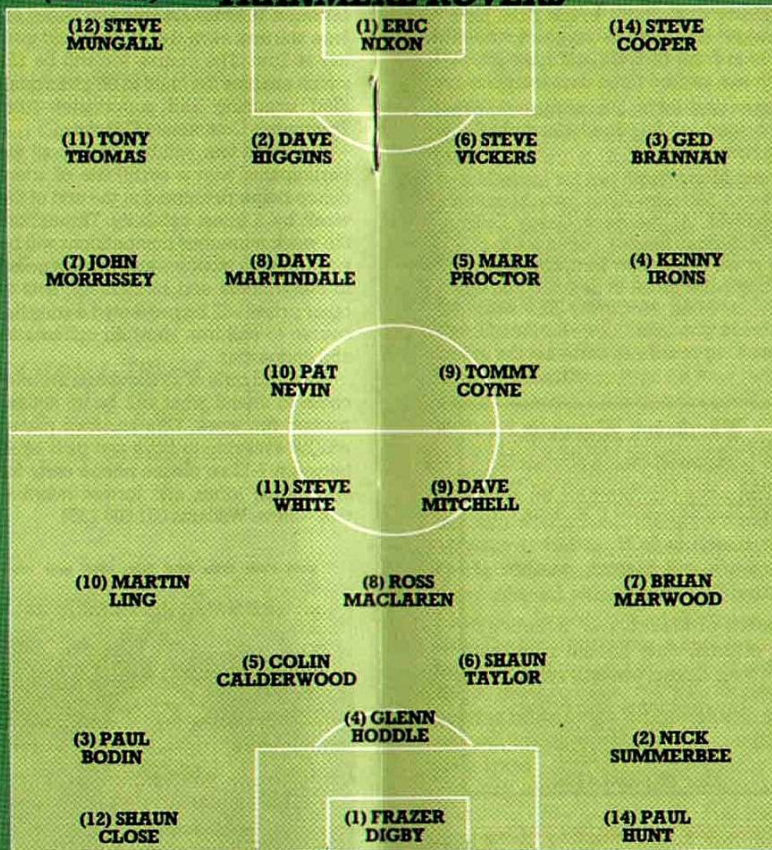 TRANMERE ROVERS
(12) STEVE
MUNGALL
(1) ERIC
NIXON
(14) STEVE
COOPER
(11) TONY
THOMAS
(2) DAVE
HIGGINS
(6) STEVE
VICKERS
(3) GED
BRANNAN
(7) JOHN
MORRISSEY
(8) DAVE
MARTINDALE
(5) MARK
PROCTOR
(4) KENNY
IRONS
(10) PAT
NEVIN
(9) TOMMY
COYNE
(11) STEVE
WHITE
(9) DAVE
MITCHELL
(10) MARTIN
LING
(8) ROSS
MACLAREN
(7) BRIAN
MARWOOD
(5) COLIN
CALDERWOOD
(6) SHAUN
TAYLOR
(4) GLENN
HODDLE
(3) PAUL
BODIN
(2) NICK
SUMMERBEE
(12) SHAUN
CLOSE
(1) FRAZER
DIGBY
(14) PAUL
HUNT